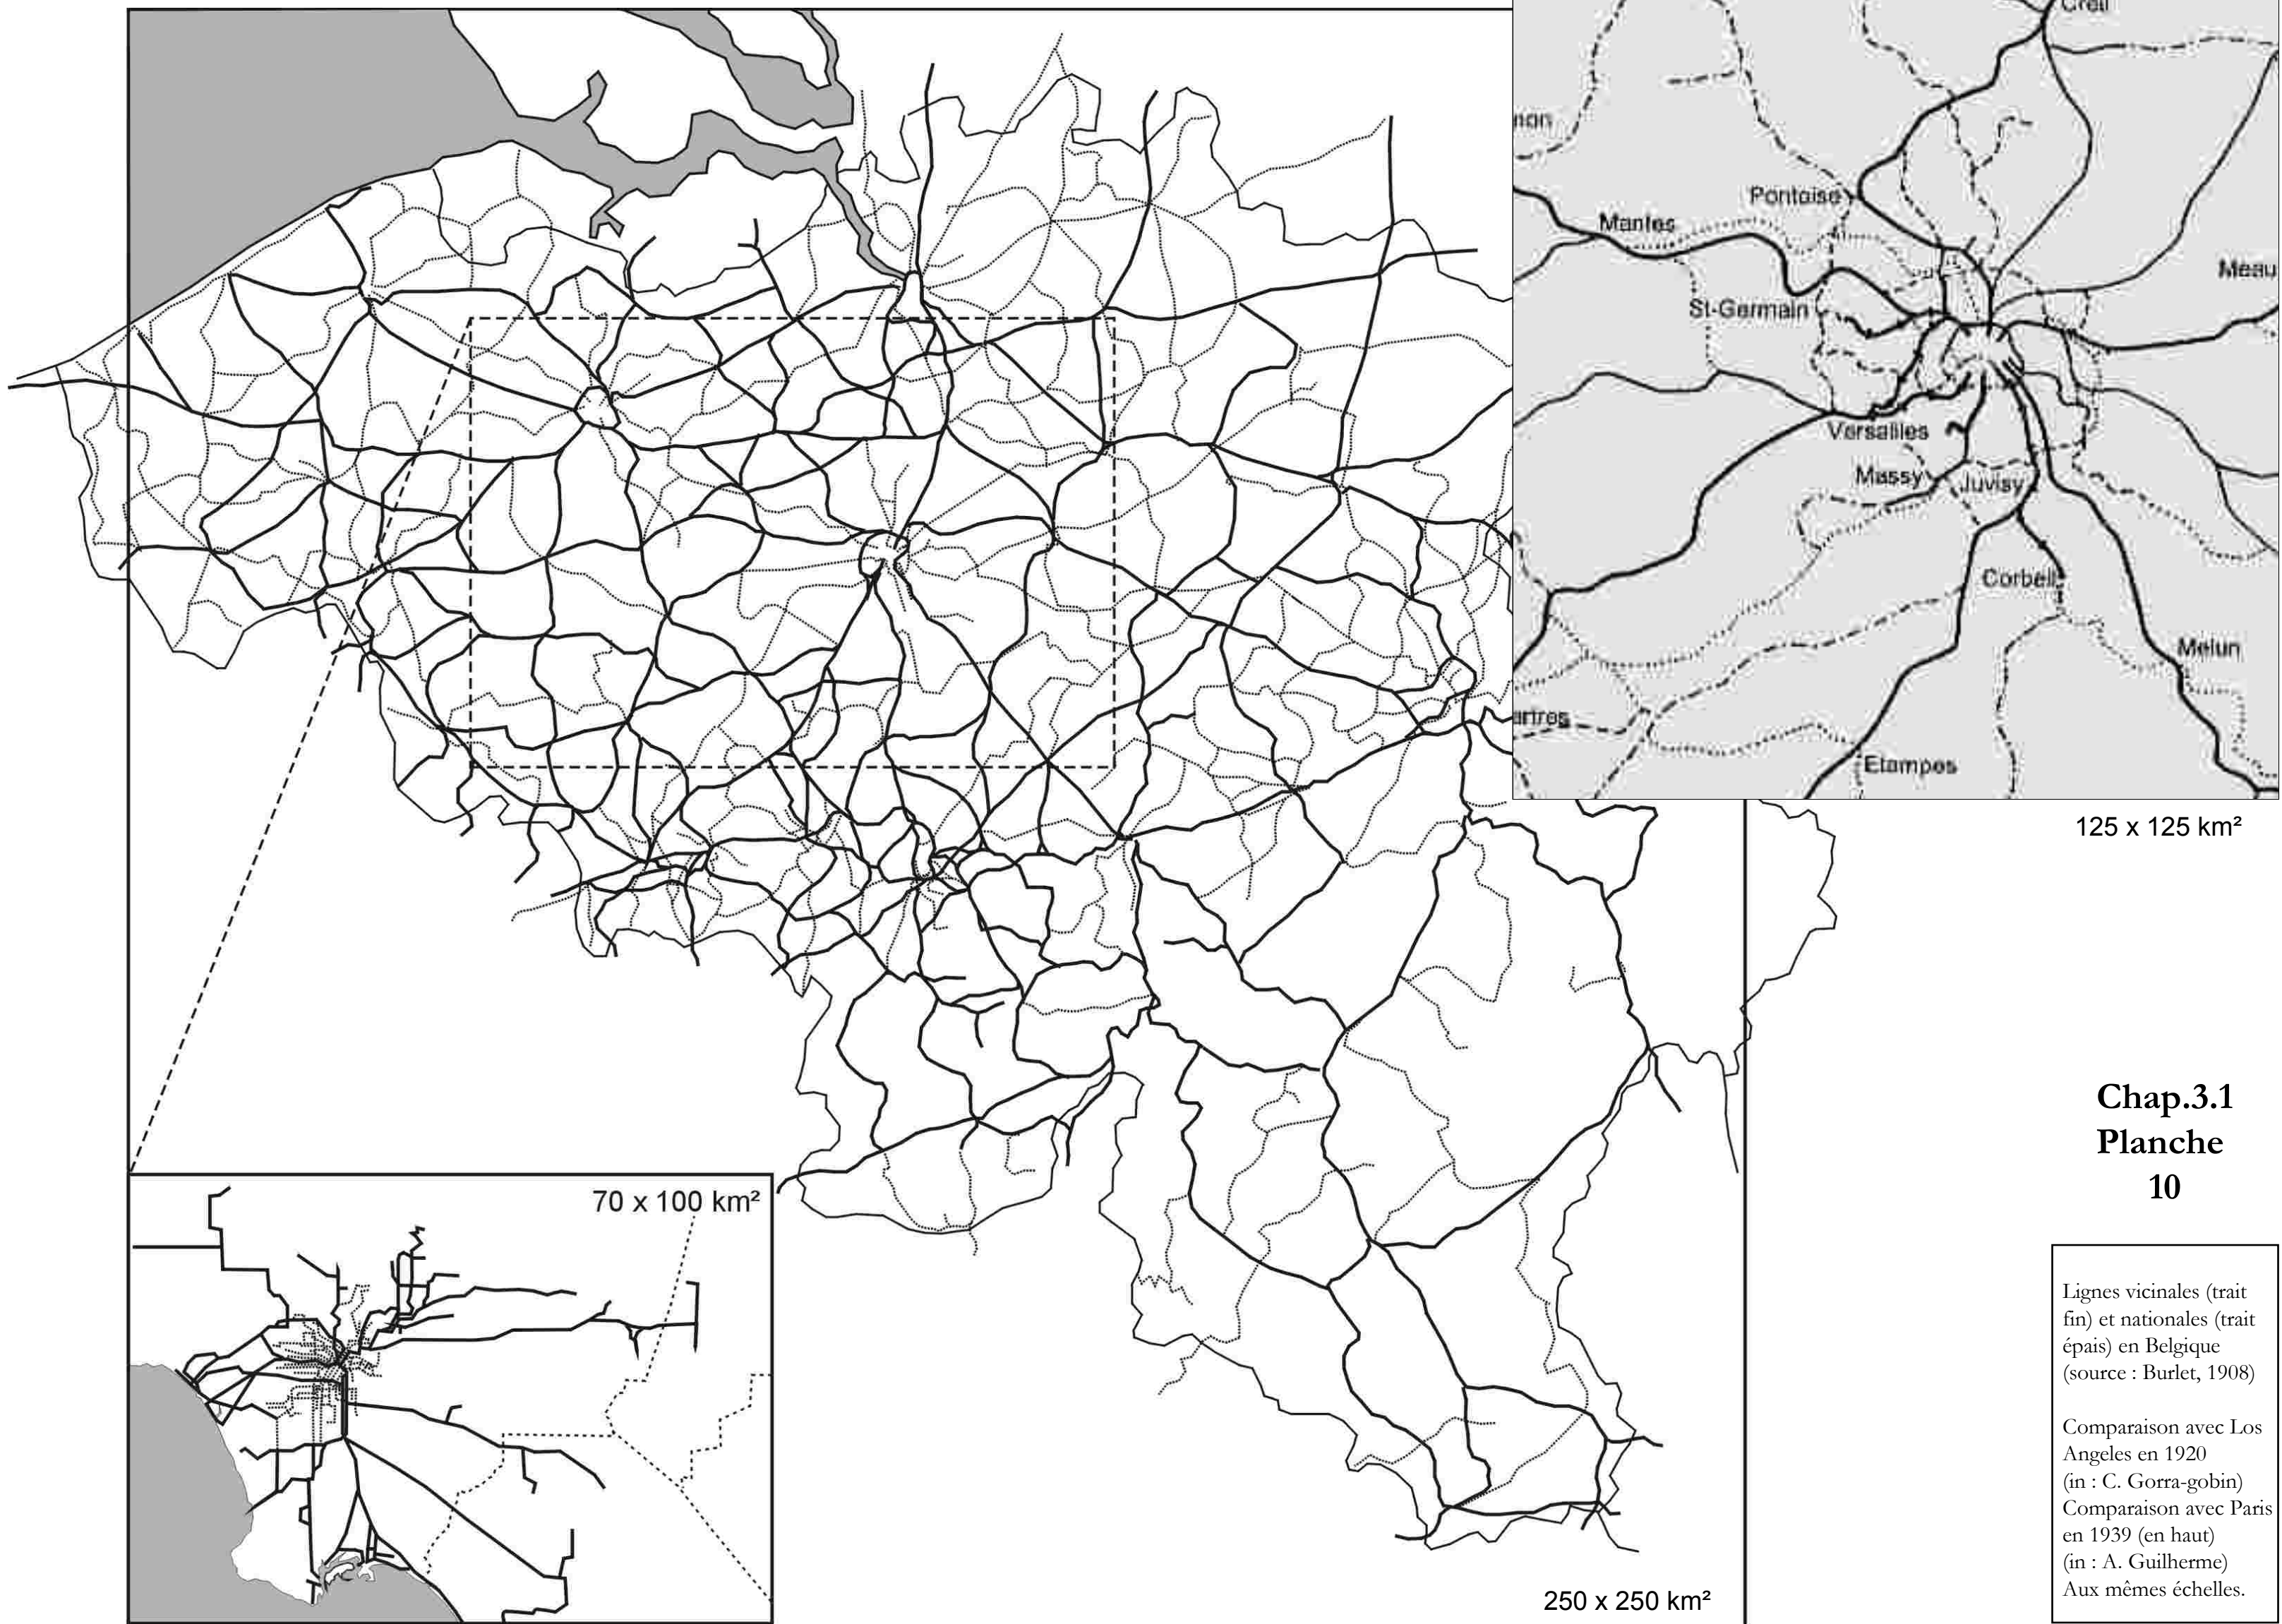 Creil
Pontoise
Mantes
Meau
St-Germain
Versailles
Massy
Juvisy
Corbeil
Melun
artres
Etampes
125 x 125 km²
Chap.3.1
Planche
10
70 x 100 km²
Lignes vicinales (trait
fin) et nationales (trait
épais) en Belgique
(source : Burlet, 1908)
Comparaison avec Los
Angeles en 1920
(in : C. Gorra-gobin)
Comparaison avec Paris
en 1939 (en haut)
(in : A. Guilherme)
Aux mêmes échelles.
250 x 250 km²